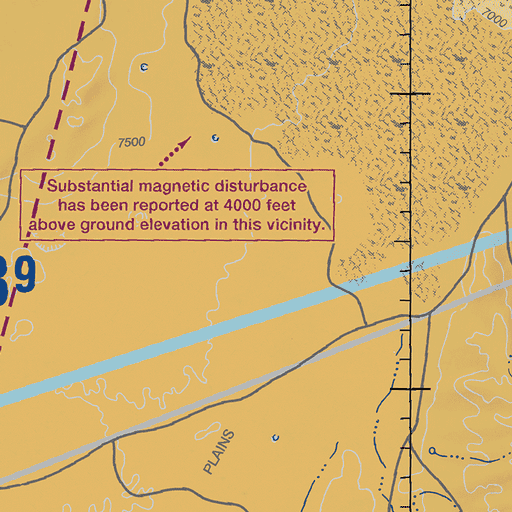 7000
7500
Substantial magnetic disturbance
has been reported at 4000 feet
above ground elevation in this vicinity.
39
PLAINS